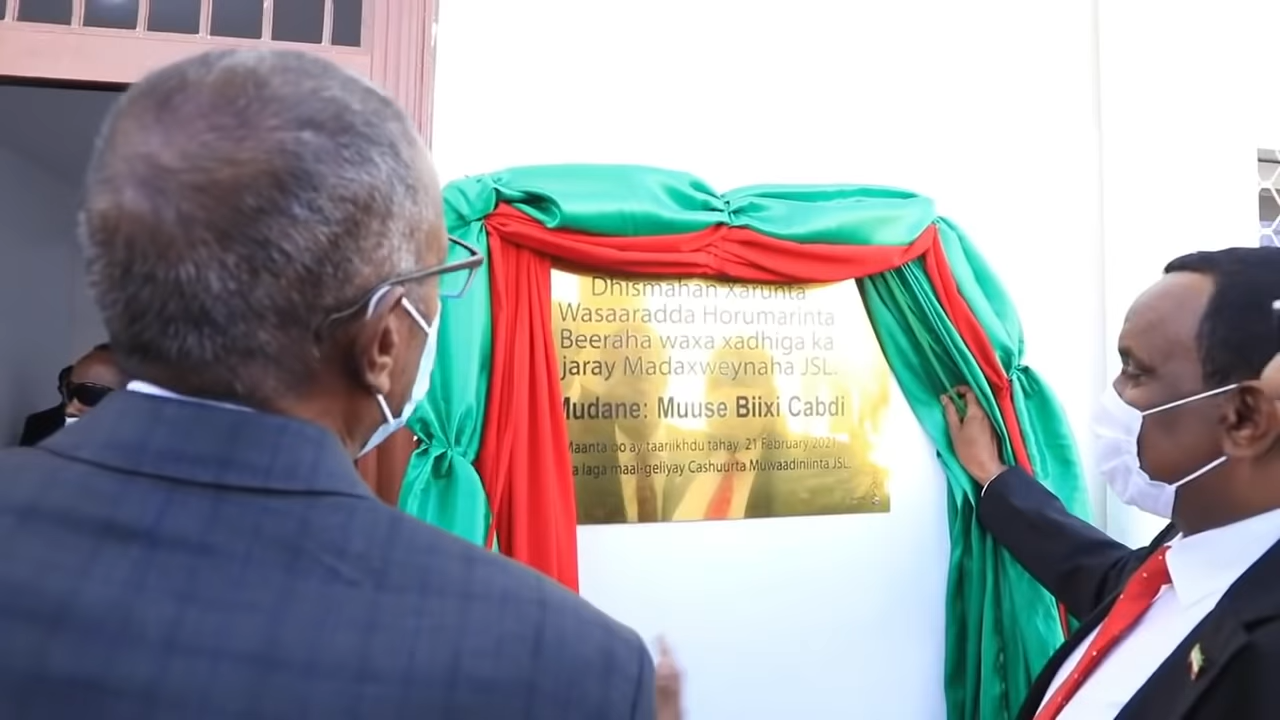 Dhismahan Xarunta
Wasaaradda Horumarinta
Beeraha waxa xadhiga ka
jaray Madaxweynaha JSL.
Mudane: Muuse Biixi Cabdi
Maanta oo ay taariikhdu tahay, 21 February 2021
laga maal-geliyay Cashuurta Muwaadiniinta JSL.